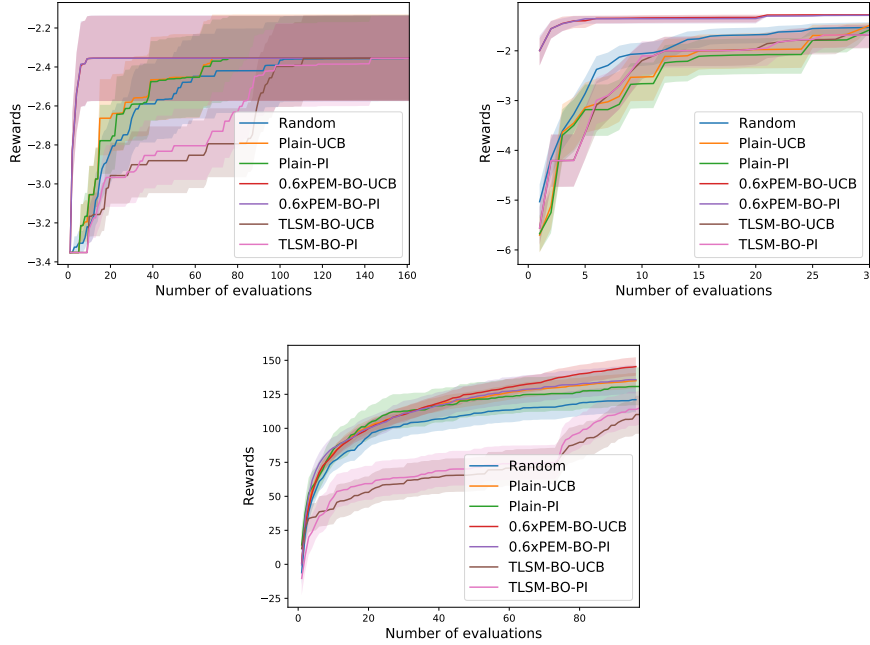 −2.2
−2.4
−2.6
−2.8
−3.0
−3.2
−3.4
Rewards
0 20 40 60 80 100 120 140 160
Number of evaluations
Random
Plain-UCB
Plain-PI
0.6xPEM-BO-UCB
0.6xPEM-BO-PI
TLSM-BO-UCB
TLSM-BO-PI
−2
−3
−4
−5
−6
Rewards
0 5 10 15 20 25 30
Number of evaluations
Random
Plain-UCB
Plain-PI
0.6xPEM-BO-UCB
0.6xPEM-BO-PI
TLSM-BO-UCB
TLSM-BO-PI
150
125
100
75
50
25
0
−25
Rewards
0 20 40 60 80
Number of evaluations
Random
Plain-UCB
Plain-PI
0.6xPEM-BO-UCB
0.6xPEM-BO-PI
TLSM-BO-UCB
TLSM-BO-PI